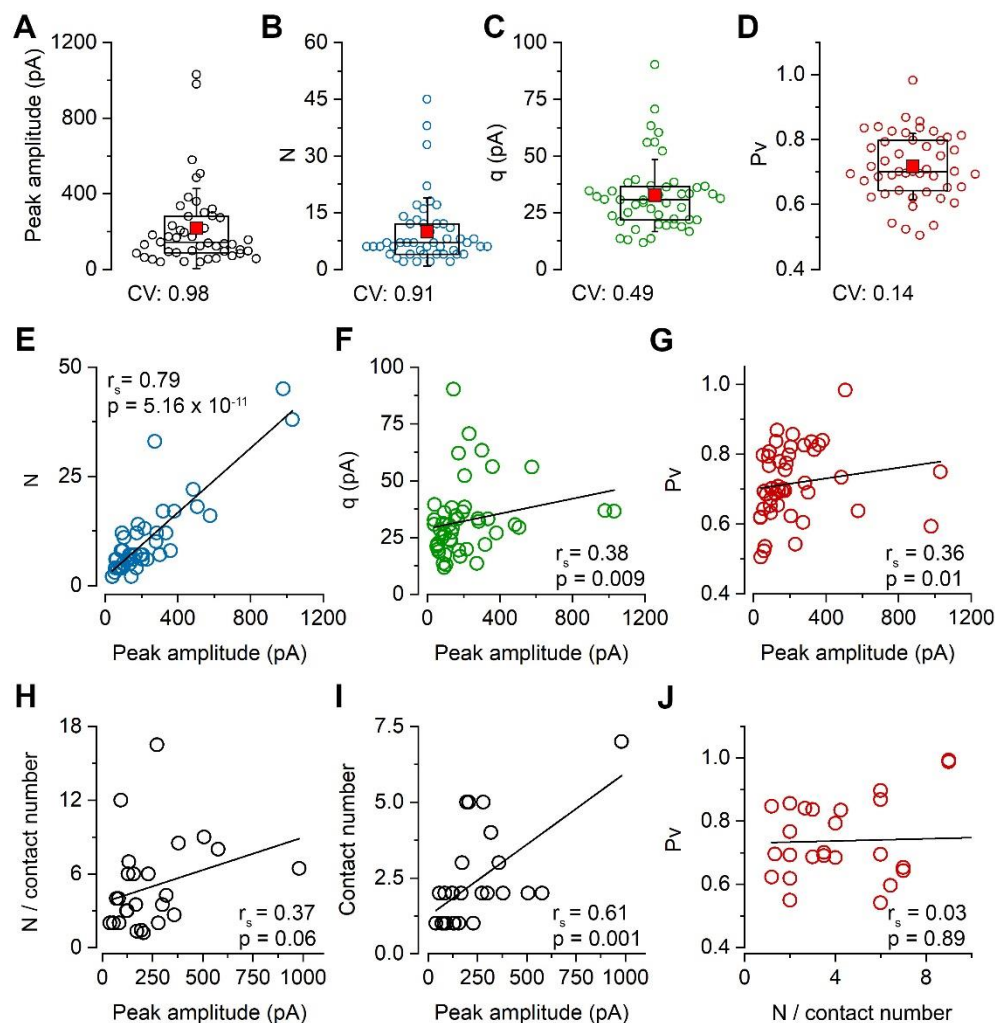 A
Peak amplitude (pA)
1200
800
400
0
CV: 0.98
B
N
60
45
30
15
0
CV: 0.91
C
q (pA)
100
75
50
25
0
CV: 0.49
D
Pv
1.0
0.8
0.6
0.4
CV: 0.14
E
N
50
25
0
rs= 0.79
p = 5.16 x 10-11
0 400 800 1200
Peak amplitude (pA)
F
q (pA)
100
75
50
25
0
rs= 0.38
p = 0.009
0 400 800 1200
Peak amplitude (pA)
G
Pv
1.0
0.8
0.6
0.4
rs= 0.36
p = 0.01
0 400 800 1200
Peak amplitude (pA)
H
N / contact number
18
12
6
0
rs= 0.37
p = 0.06
0 250 500 750 1000
Peak amplitude (pA)
I
Contact number
7.5
5.0
2.5
0.0
rs= 0.61
p = 0.001
0 250 500 750 1000
Peak amplitude (pA)
J
Pv
1.0
0.8
0.6
0.4
rs= 0.03
p = 0.89
0 4 8
N / contact number